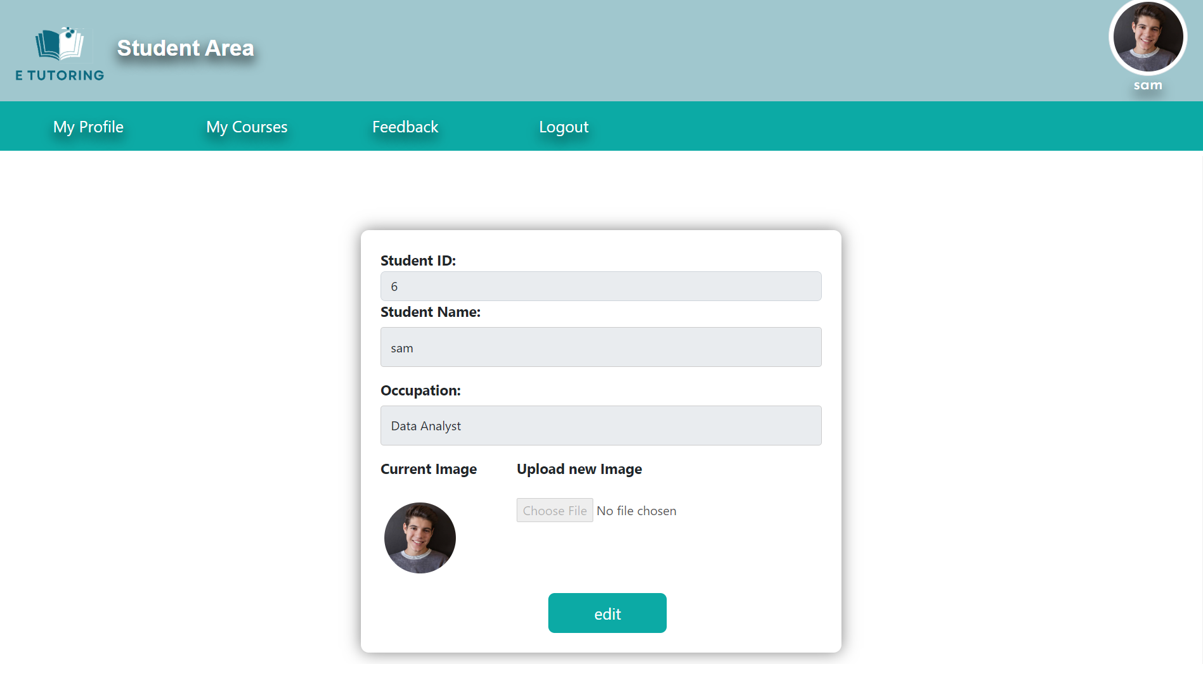 Student Area
E TUTORING
sam
My Profile
My Courses
Feedback
Logout
Student ID:
6
Student Name:
sam
Occupation:
Data Analyst
Current Image
Upload new Image
Choose File No file chosen
edit